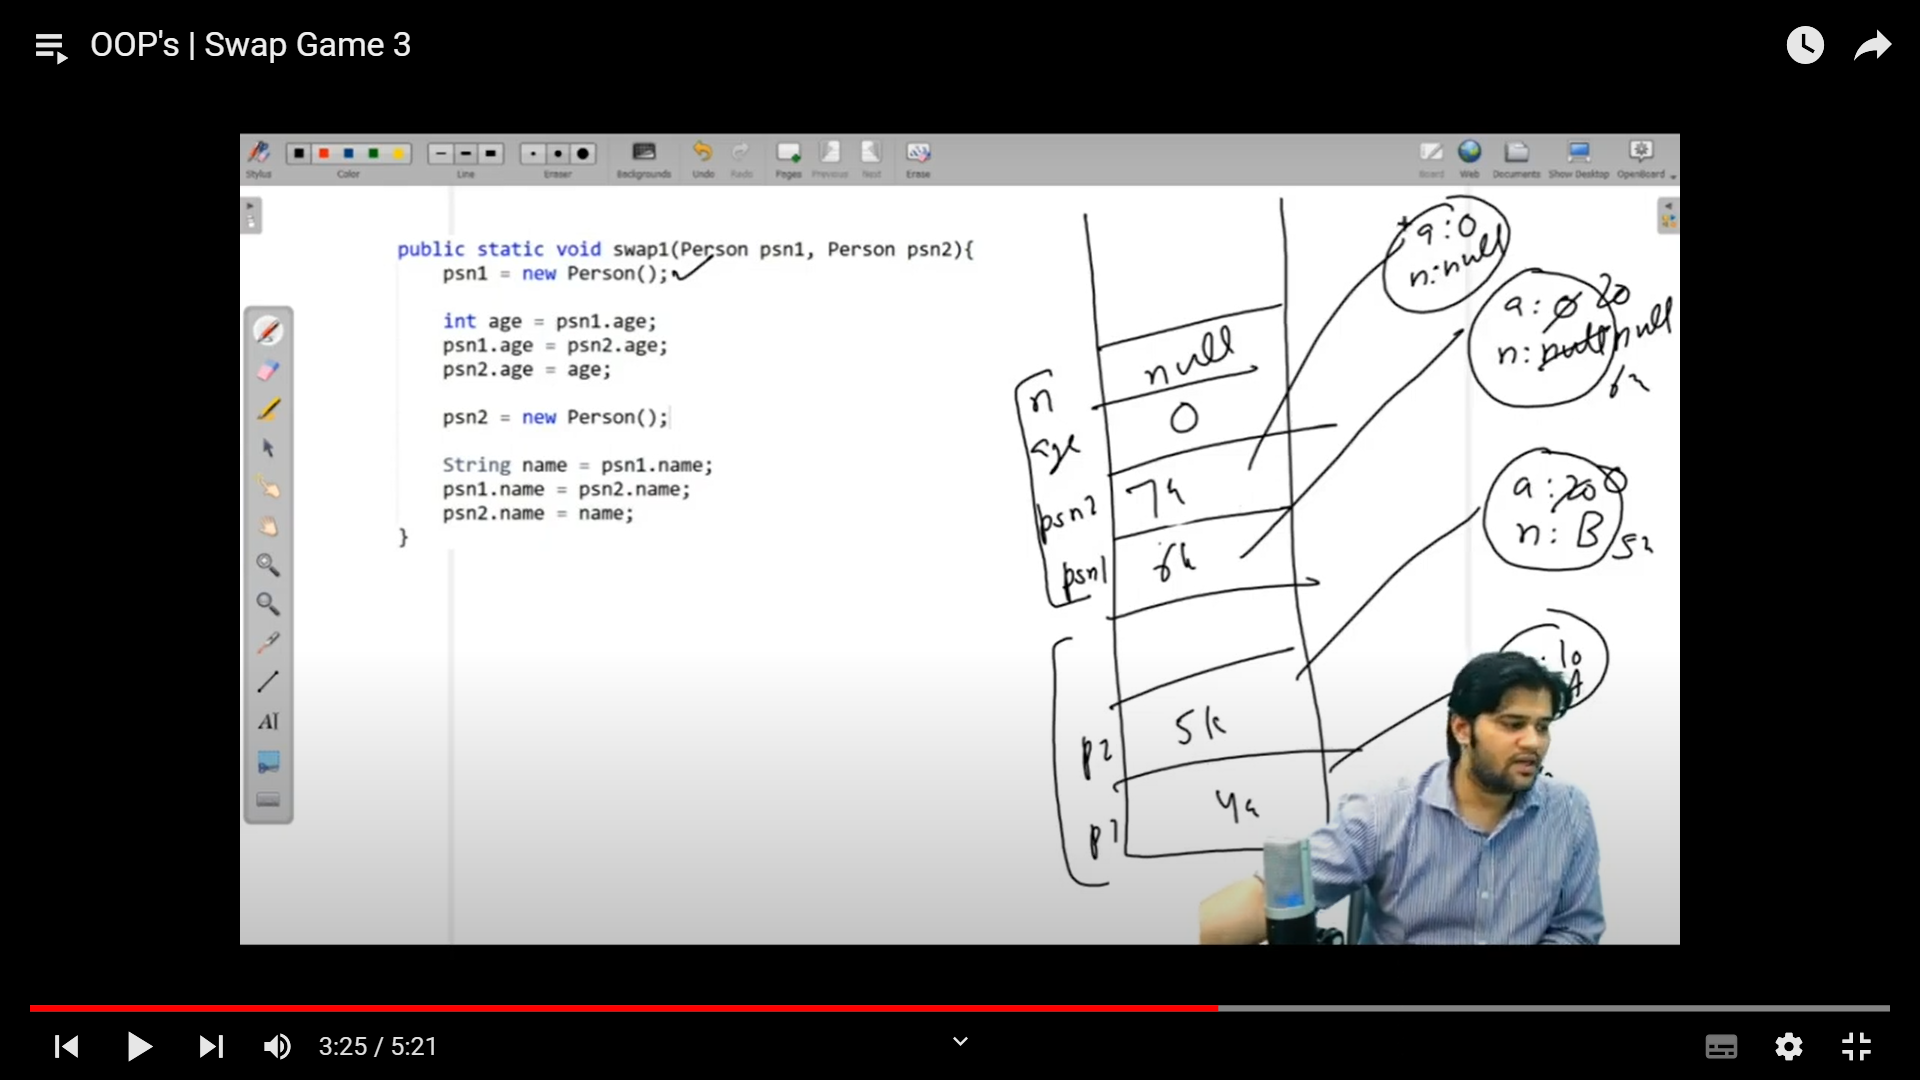 OOP's | Swap Game 3
Stylus
Color
Line
Eraser
Backgrounds
Undo
Redo
Pages
Previous
Next
Erase
Board
Web
Documents
Show Desktop
OpenBoard
public static void swap1(Person psn1, Person psn2){
psn1 = new Person();
int age = psn1.age;
psn1.age = psn2.age;
psn2.age = age;
psn2 = new Person();
String name = psn1.name;
psn1.name = psn2.name;
psn2.name = name;
}
a:0
n:null
a: 0 20
n: null null
6k
a: 20 0
n: B
5k
: 10
A
n
null
age
0
psn2
7k
psn1
6k
p2
5k
p1
4k
AI
3:25 / 5:21